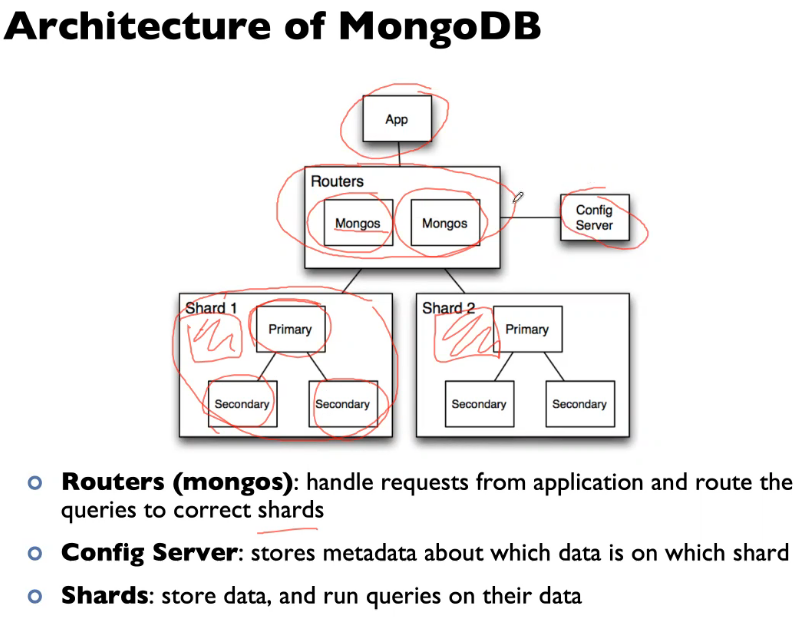 Architecture of MongoDB
App
Routers
Mongos
Mongos
Config
Server
Shard 1
Primary
Secondary
Secondary
Shard 2
Primary
Secondary
Secondary
Routers (mongos): handle requests from application and route the
queries to correct shards
Config Server: stores metadata about which data is on which shard
Shards: store data, and run queries on their data